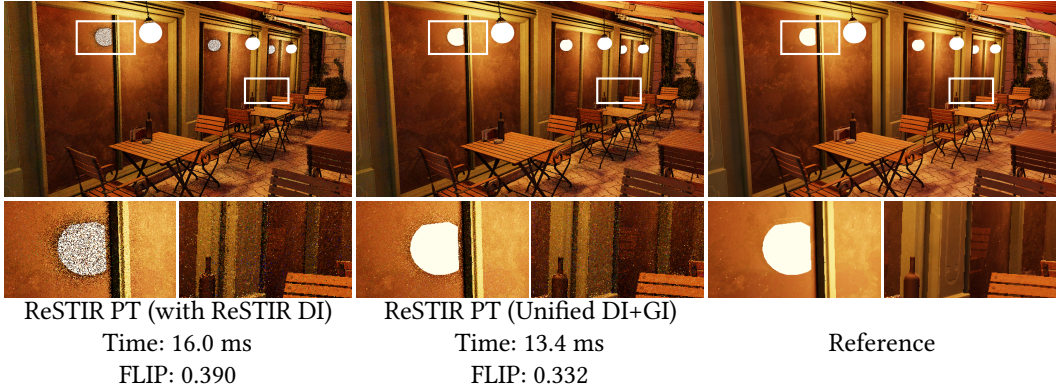 ReSTIR PT (with ReSTIR DI)
Time: 16.0 ms
FLIP: 0.390
ReSTIR PT (Unified DI+GI)
Time: 13.4 ms
FLIP: 0.332
Reference